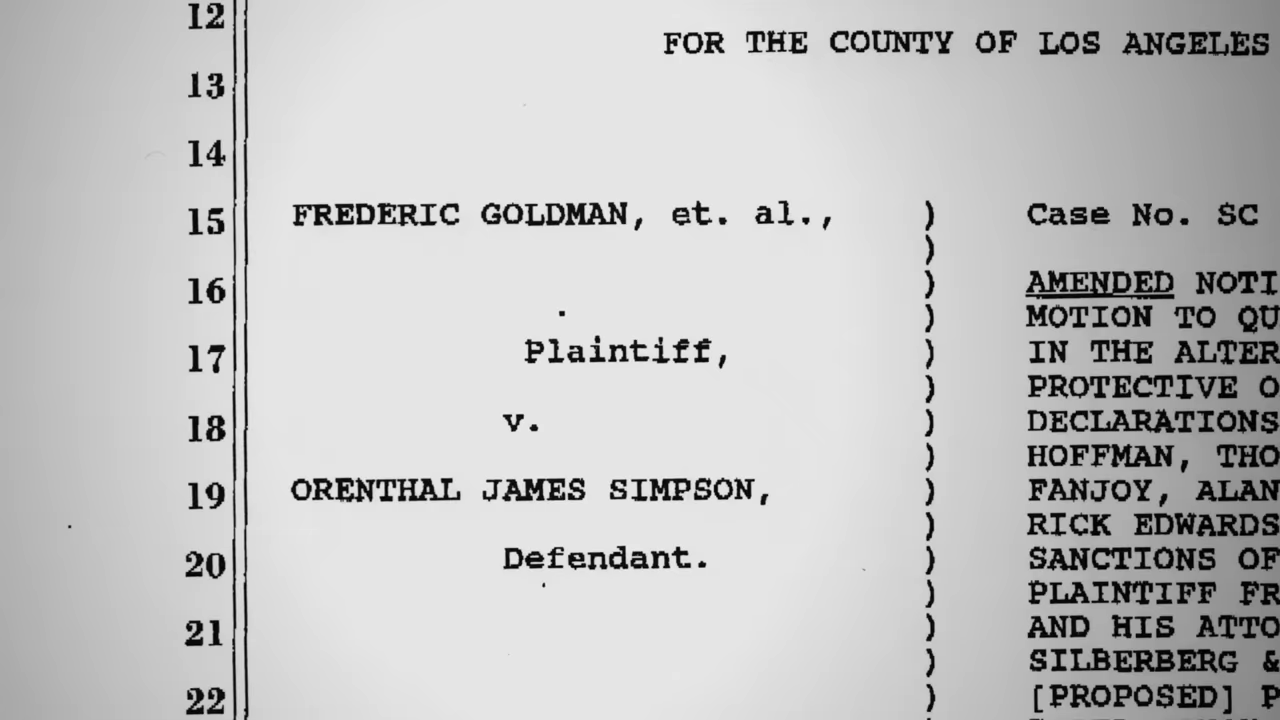 12
FOR THE COUNTY OF LOS ANGELES
13
14
15 FREDERIC GOLDMAN, et. al., ) Case No. SC
)
16 ) AMENDED NOTI
) MOTION TO QU
17 Plaintiff, ) IN THE ALTER
) PROTECTIVE O
18 v. ) DECLARATIONS
) HOFFMAN, THO
19 ORENTHAL JAMES SIMPSON, ) FANJOY, ALAN
) RICK EDWARDS
20 Defendant. ) SANCTIONS OF
) PLAINTIFF FR
21 ) AND HIS ATTO
) SILBERBERG &
22 ) [PROPOSED] P